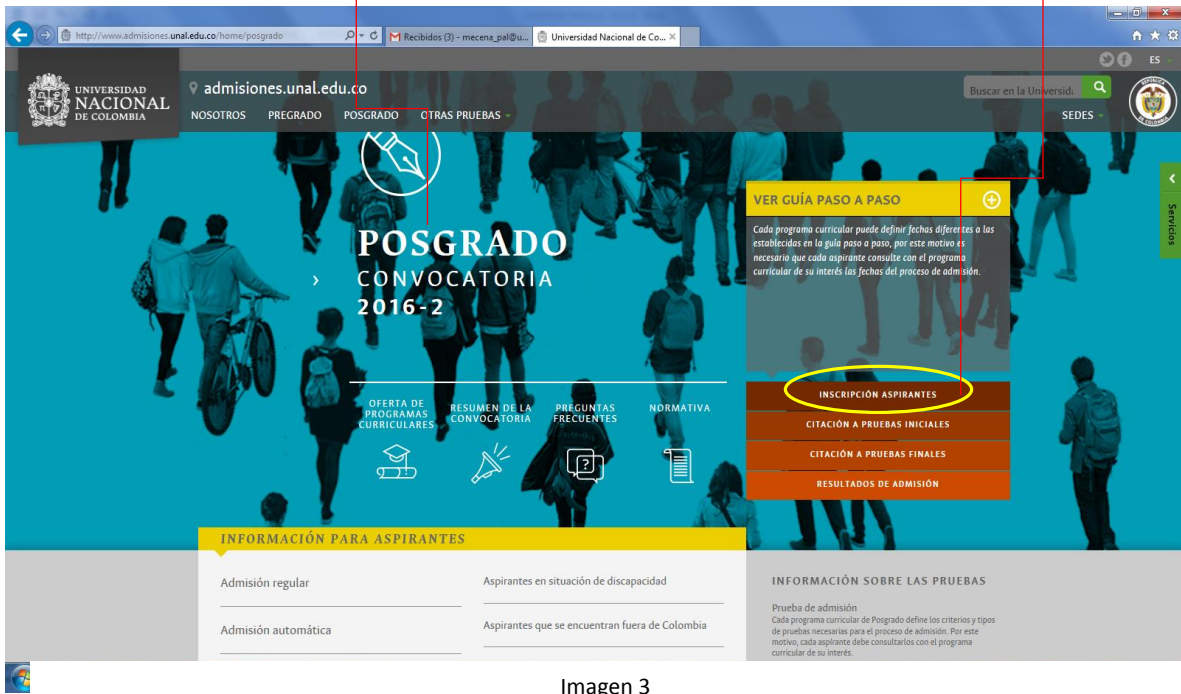 http://www.admisiones.unal.edu.co/home/posgrado
Recibidos (3) - mecena_pal@u...
Universidad Nacional de Co...
ES
UNIVERSIDAD
NACIONAL
DE COLOMBIA
admisiones.unal.edu.co
Buscar en la Universid
NOSOTROS PREGRADO POSGRADO OTRAS PRUEBAS
SEDES
Servicios
POSGRADO
CONVOCATORIA
2016-2
VER GUÍA PASO A PASO
Cada programa curricular puede definir fechas diferentes a las
establecidas en la guía paso a paso, por este motivo es
necesario que cada aspirante consulte con el programa
curricular de su interés las fechas del proceso de admisión.
INSCRIPCIÓN ASPIRANTES
CITACIÓN A PRUEBAS INICIALES
CITACIÓN A PRUEBAS FINALES
RESULTADOS DE ADMISIÓN
OFERTA DE
PROGRAMAS
CURRICULARES
RESUMEN DE LA
CONVOCATORIA
PREGUNTAS
FRECUENTES
NORMATIVA
INFORMACIÓN PARA ASPIRANTES
Admisión regular
Aspirantes en situación de discapacidad
Admisión automática
Aspirantes que se encuentran fuera de Colombia
INFORMACIÓN SOBRE LAS PRUEBAS
Prueba de admisión
Cada programa curricular de Posgrado define los criterios y tipos
de pruebas necesarias para el proceso de admisión. Por este
motivo, cada aspirante debe consultarlos con el programa
curricular de su interés.
Imagen 3